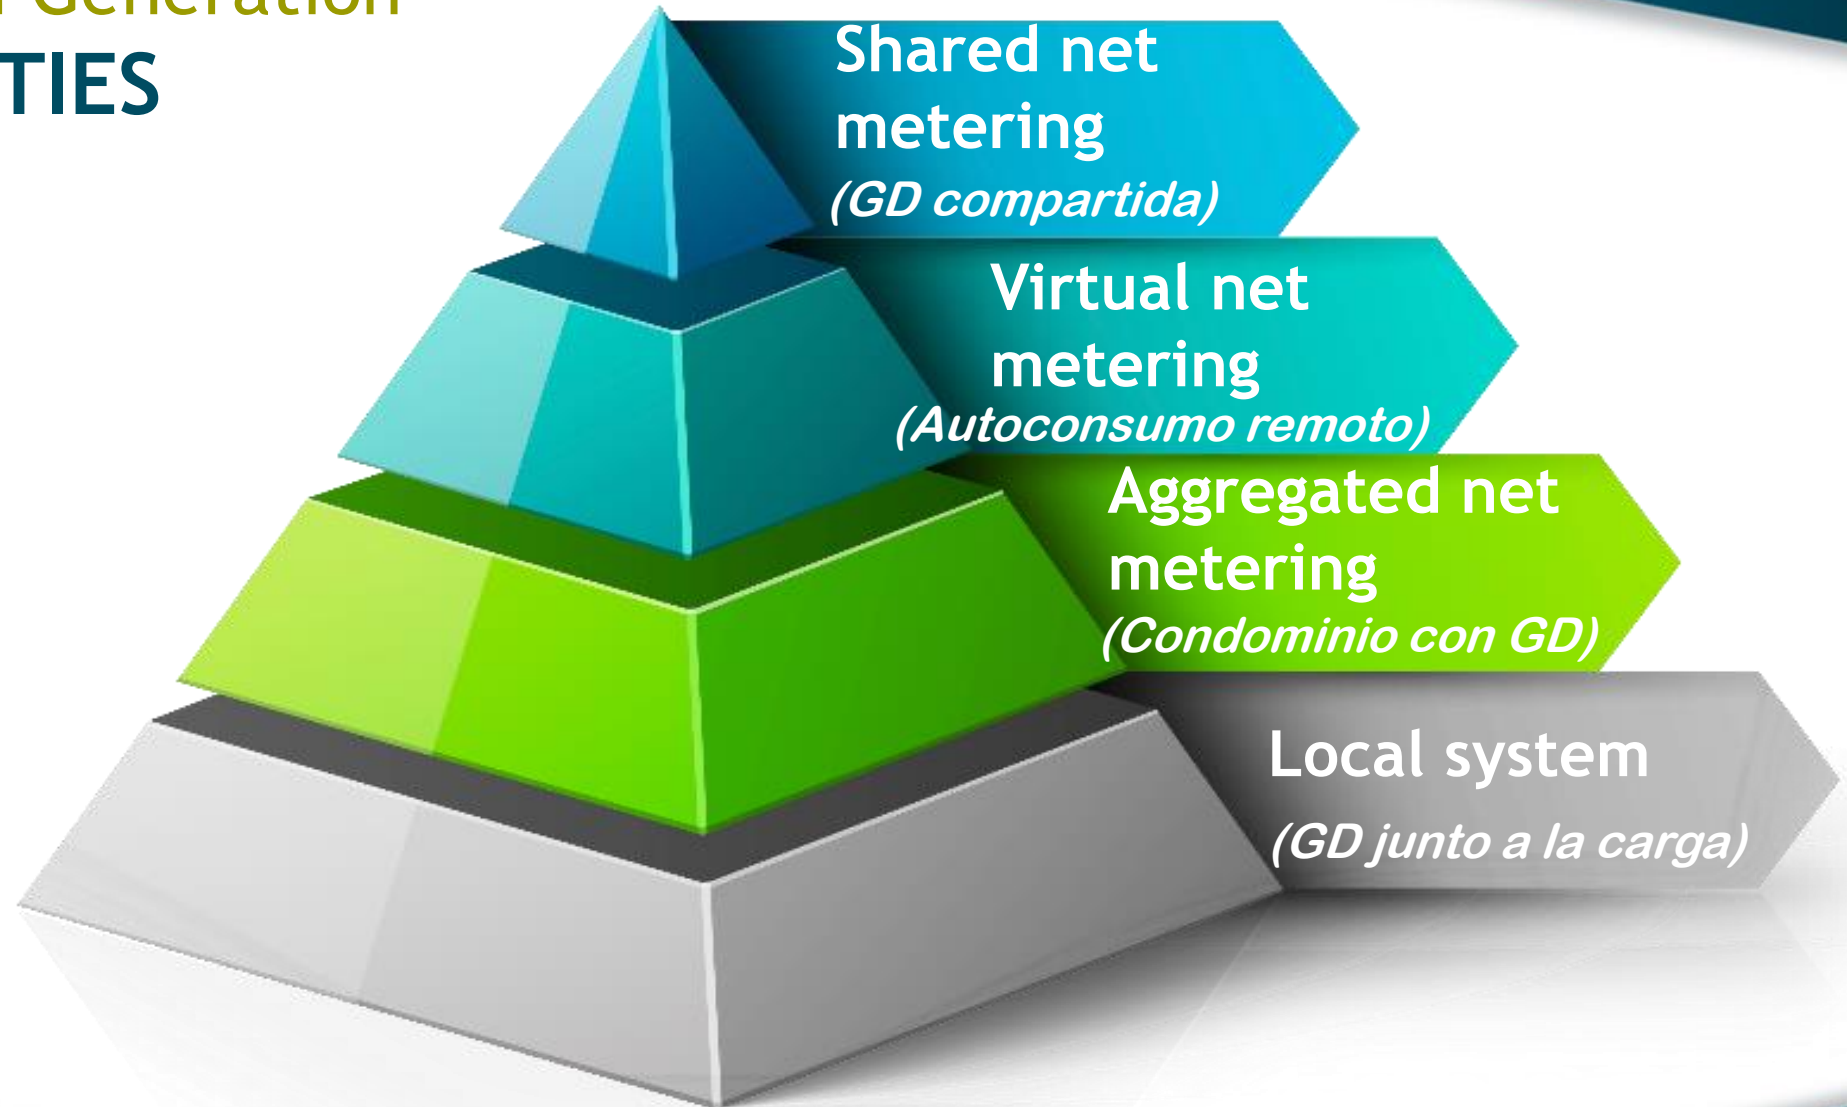 Generation
TIES
Shared net
metering
(GD compartida)
Virtual net
metering
(Autoconsumo remoto)
Aggregated net
metering
(Condominio con GD)
Local system
(GD junto a la carga)